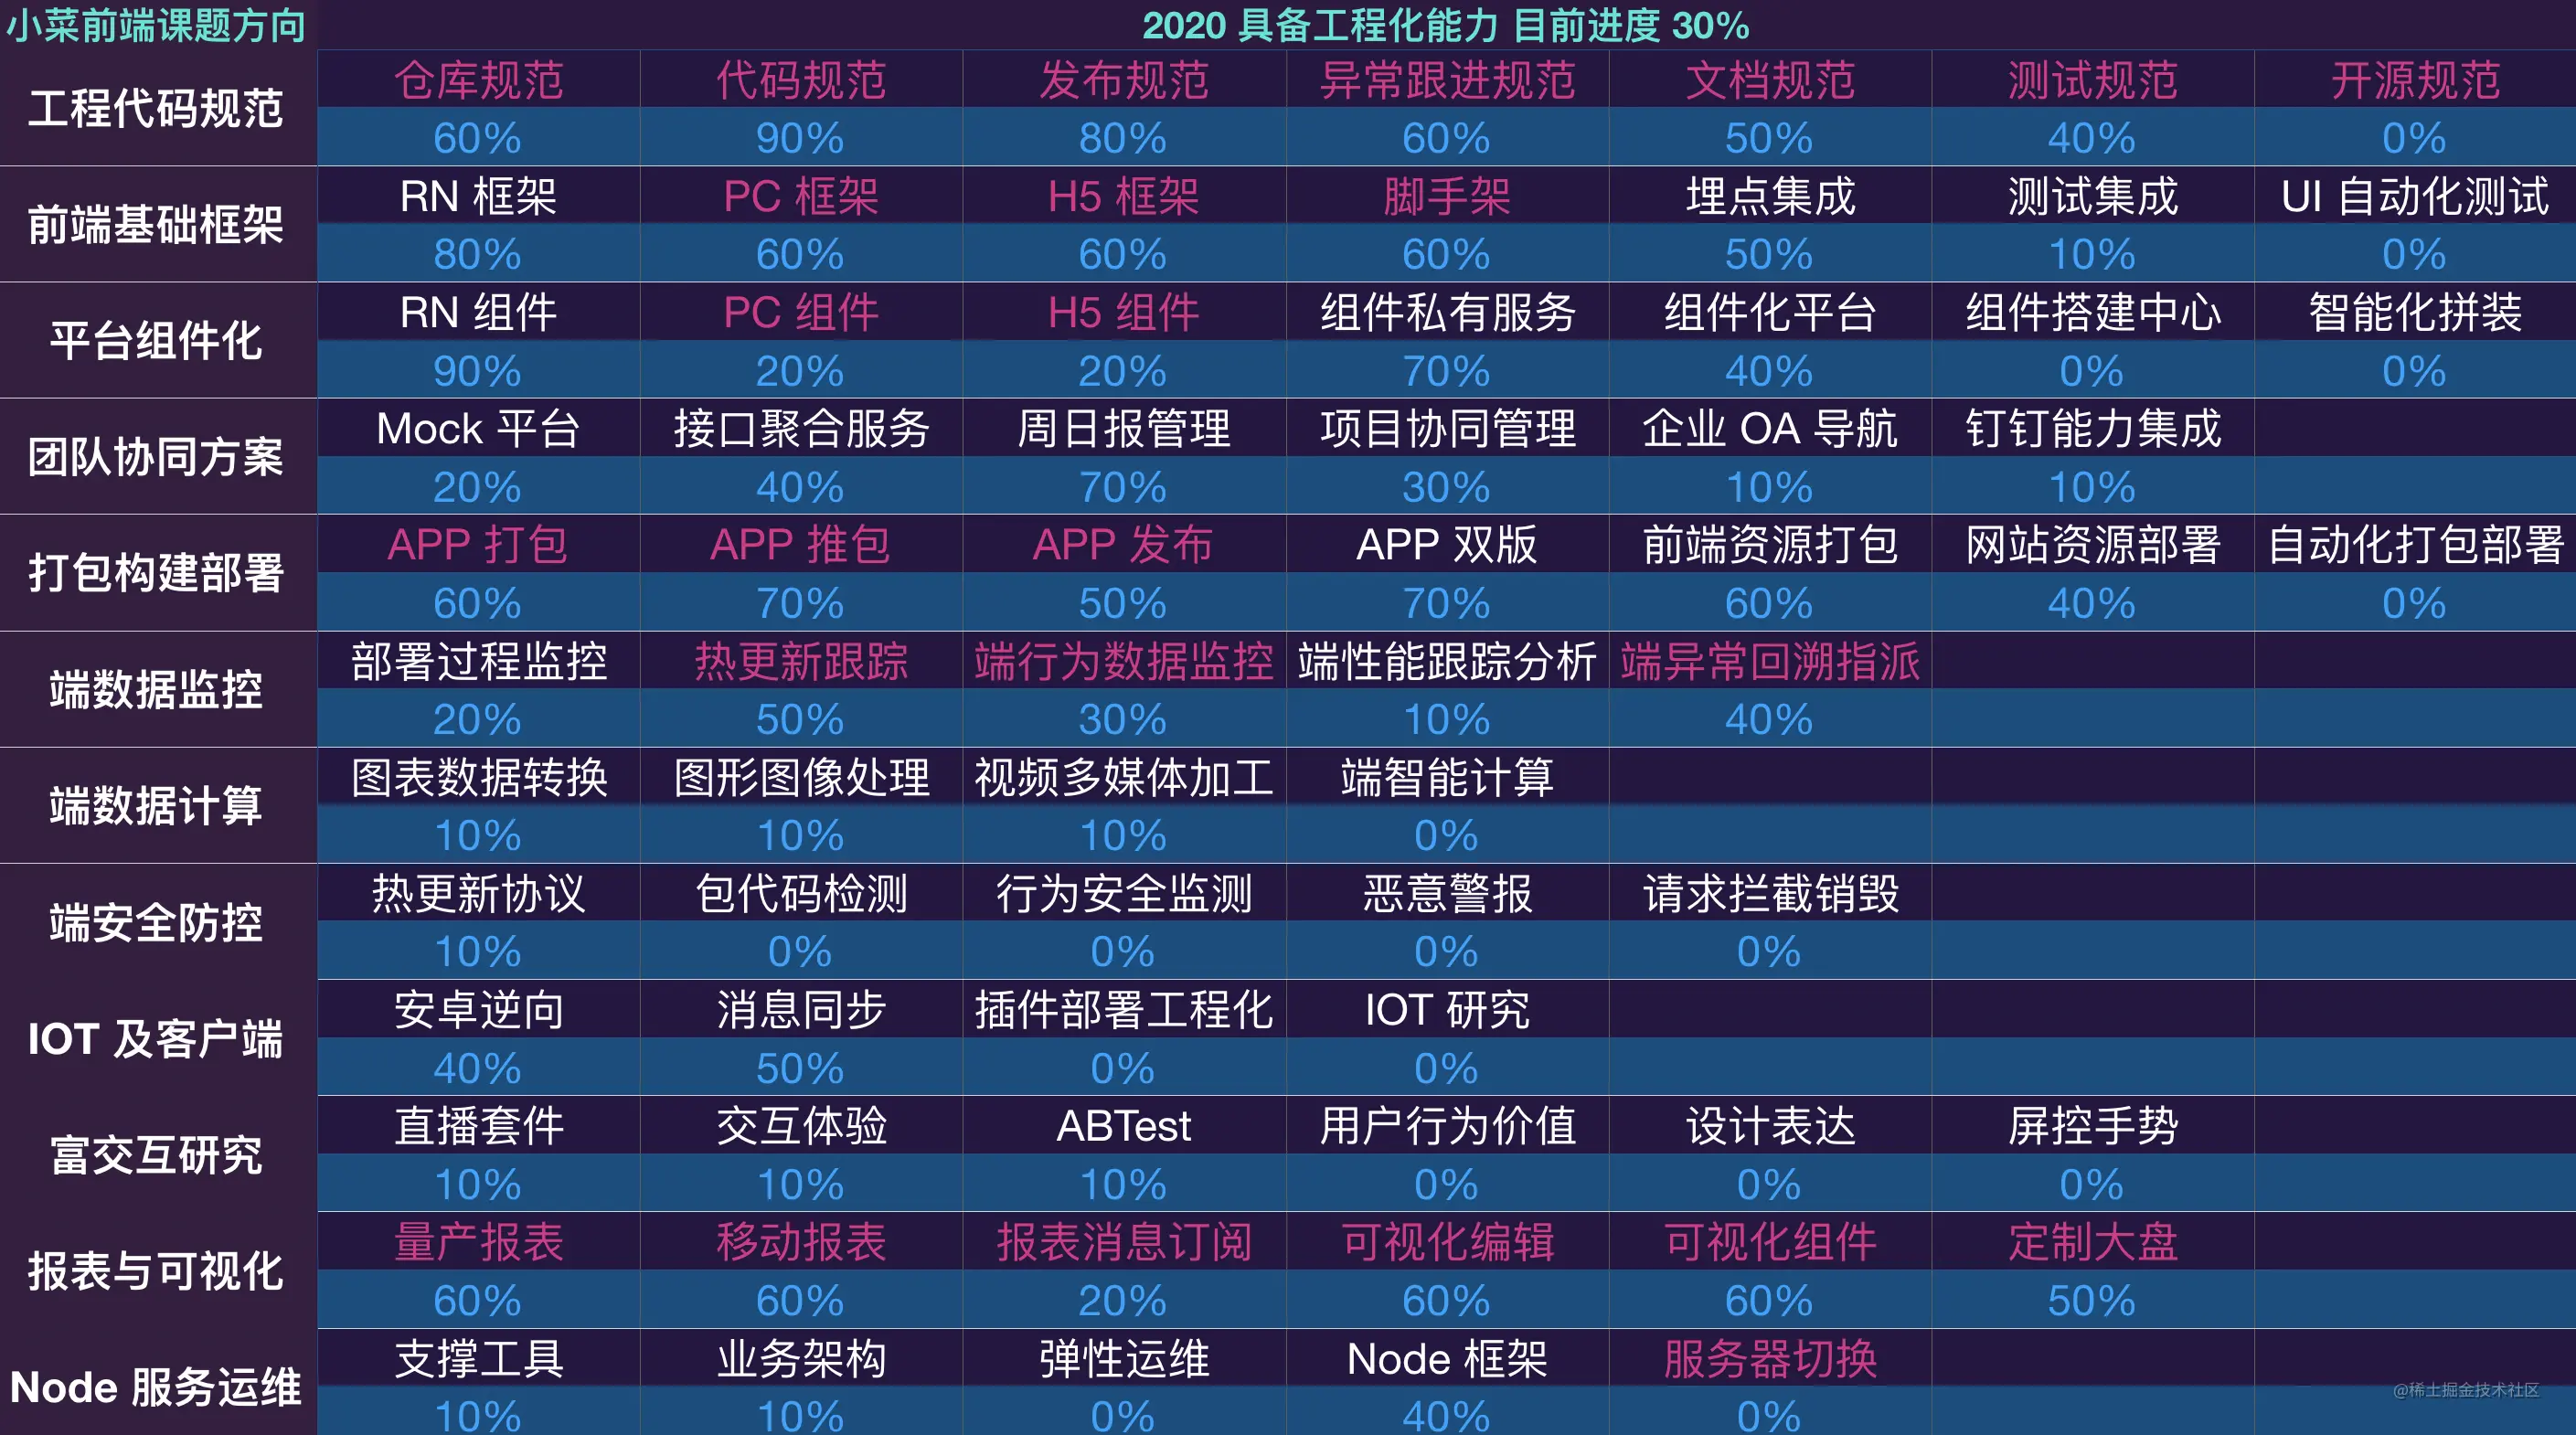 小菜前端课题方向 2020 具备工程化能力 目前进度 30%
工程代码规范 仓库规范 代码规范 发布规范 异常跟进规范 文档规范 测试规范 开源规范
60% 90% 80% 60% 50% 40% 0%
前端基础框架 RN 框架 PC 框架 H5 框架 脚手架 埋点集成 测试集成 UI 自动化测试
80% 60% 60% 60% 50% 10% 0%
平台组件化 RN 组件 PC 组件 H5 组件 组件私有服务 组件化平台 组件搭建中心 智能化拼装
90% 20% 20% 70% 40% 0% 0%
团队协同方案 Mock 平台 接口聚合服务 周日报管理 项目协同管理 企业 OA 导航 钉钉能力集成
20% 40% 70% 30% 10% 10%
打包构建部署 APP 打包 APP 推包 APP 发布 APP 双版 前端资源打包 网站资源部署 自动化打包部署
60% 70% 50% 70% 60% 40% 0%
端数据监控 部署过程监控 热更新跟踪 端行为数据监控 端性能跟踪分析 端异常回溯指派
20% 50% 30% 10% 40%
端数据计算 图表数据转换 图形图像处理 视频多媒体加工 端智能计算
10% 10% 10% 0%
端安全防控 热更新协议 包代码检测 行为安全监测 恶意警报 请求拦截销毁
10% 0% 0% 0% 0%
IOT 及客户端 安卓逆向 消息同步 插件部署工程化 IOT 研究
40% 50% 0% 0%
富交互研究 直播套件 交互体验 ABTest 用户行为价值 设计表达 屏控手势
10% 10% 10% 0% 0% 0%
报表与可视化 量产报表 移动报表 报表消息订阅 可视化编辑 可视化组件 定制大盘
60% 60% 20% 60% 60% 50%
Node 服务运维 支撑工具 业务架构 弹性运维 Node 框架 服务器切换
10% 10% 0% 40% 0%
@稀土掘金技术社区